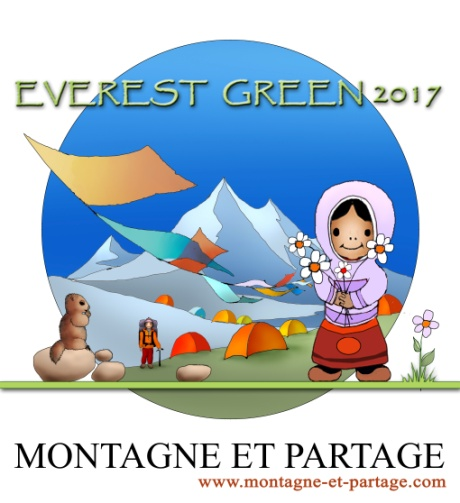 EVEREST GREEN 2017
MONTAGNE ET PARTAGE
www.montagne-et-partage.com